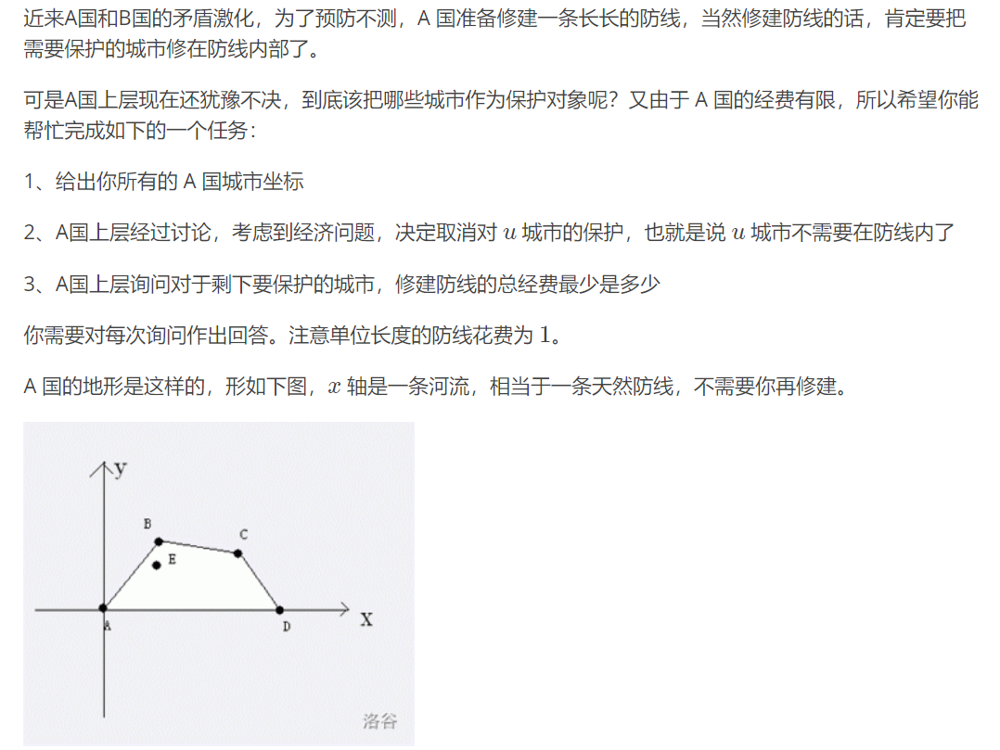 近来A国和B国的矛盾激化，为了预防不测，A 国准备修建一条长长的防线，当然修建防线的话，肯定要把
需要保护的城市修在防线内部了。
可是A国上层现在还犹豫不决，到底该把哪些城市作为保护对象呢？又由于 A 国的经费有限，所以希望你能
帮忙完成如下的一个任务：
1、给出你所有的 A 国城市坐标
2、A国上层经过讨论，考虑到经济问题，决定取消对 u 城市的保护，也就是说 u 城市不需要在防线内了
3、A国上层询问对于剩下要保护的城市，修建防线的总经费最少是多少
你需要对每次询问作出回答。注意单位长度的防线花费为 1。
A 国的地形是这样的，形如下图，x 轴是一条河流，相当于一条天然防线，不需要你再修建。
y
B
C
E
A
D
X
洛谷